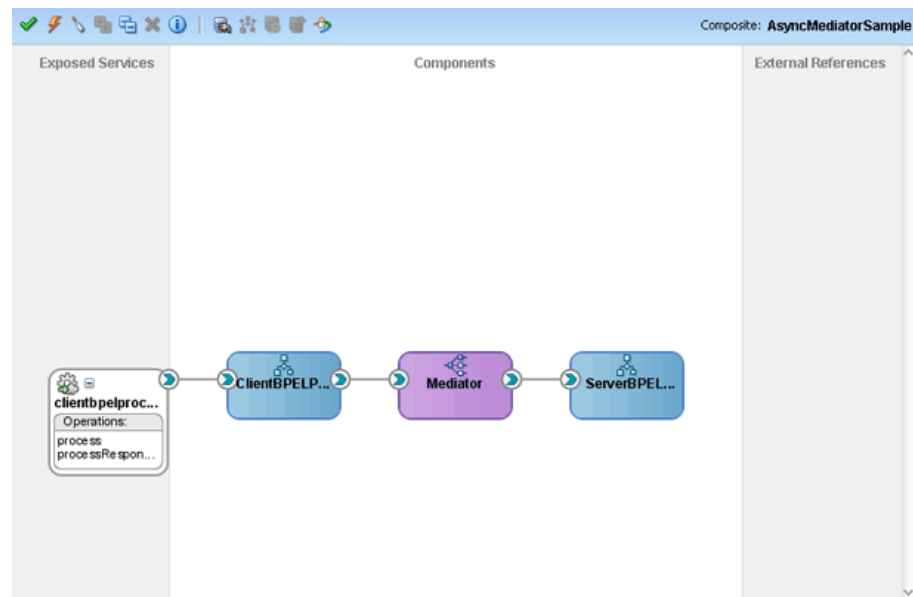 Composite: AsyncMediatorSample
Exposed Services
Components
External References
clientbpelproc...
Operations:
process
processRespon...
ClientBPELP...
Mediator
ServerBPEL...